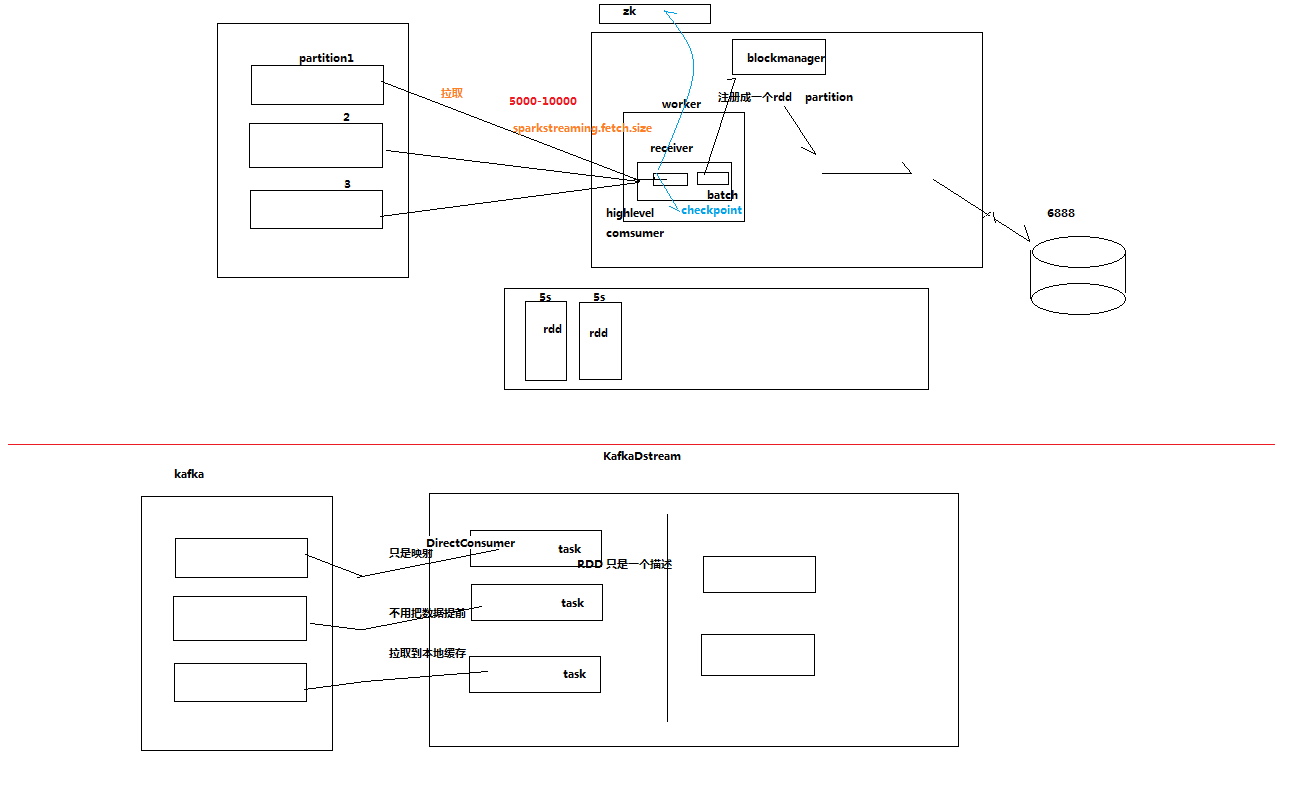 zk
blockmanager
partition1
拉取
5000-10000
worker
注册成一个rdd partition
2
sparkstreaming.fetch.size
receiver
3
batch
highlevel
checkpoint
comsumer
6888
5s
5s
rdd
rdd
KafkaDstream
kafka
DirectConsumer
只是映射
task
RDD 只是一个描述
task
不用把数据提前
拉取到本地缓存
task